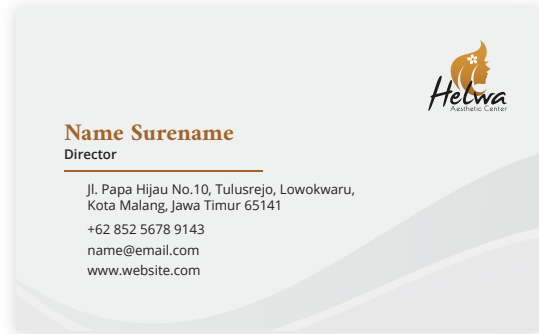 Helwa
Aesthetic Center
Name Surename
Director
Jl. Papa Hijau No.10, Tulusrejo, Lowokwaru,
Kota Malang, Jawa Timur 65141
+62 852 5678 9143
name@email.com
www.website.com